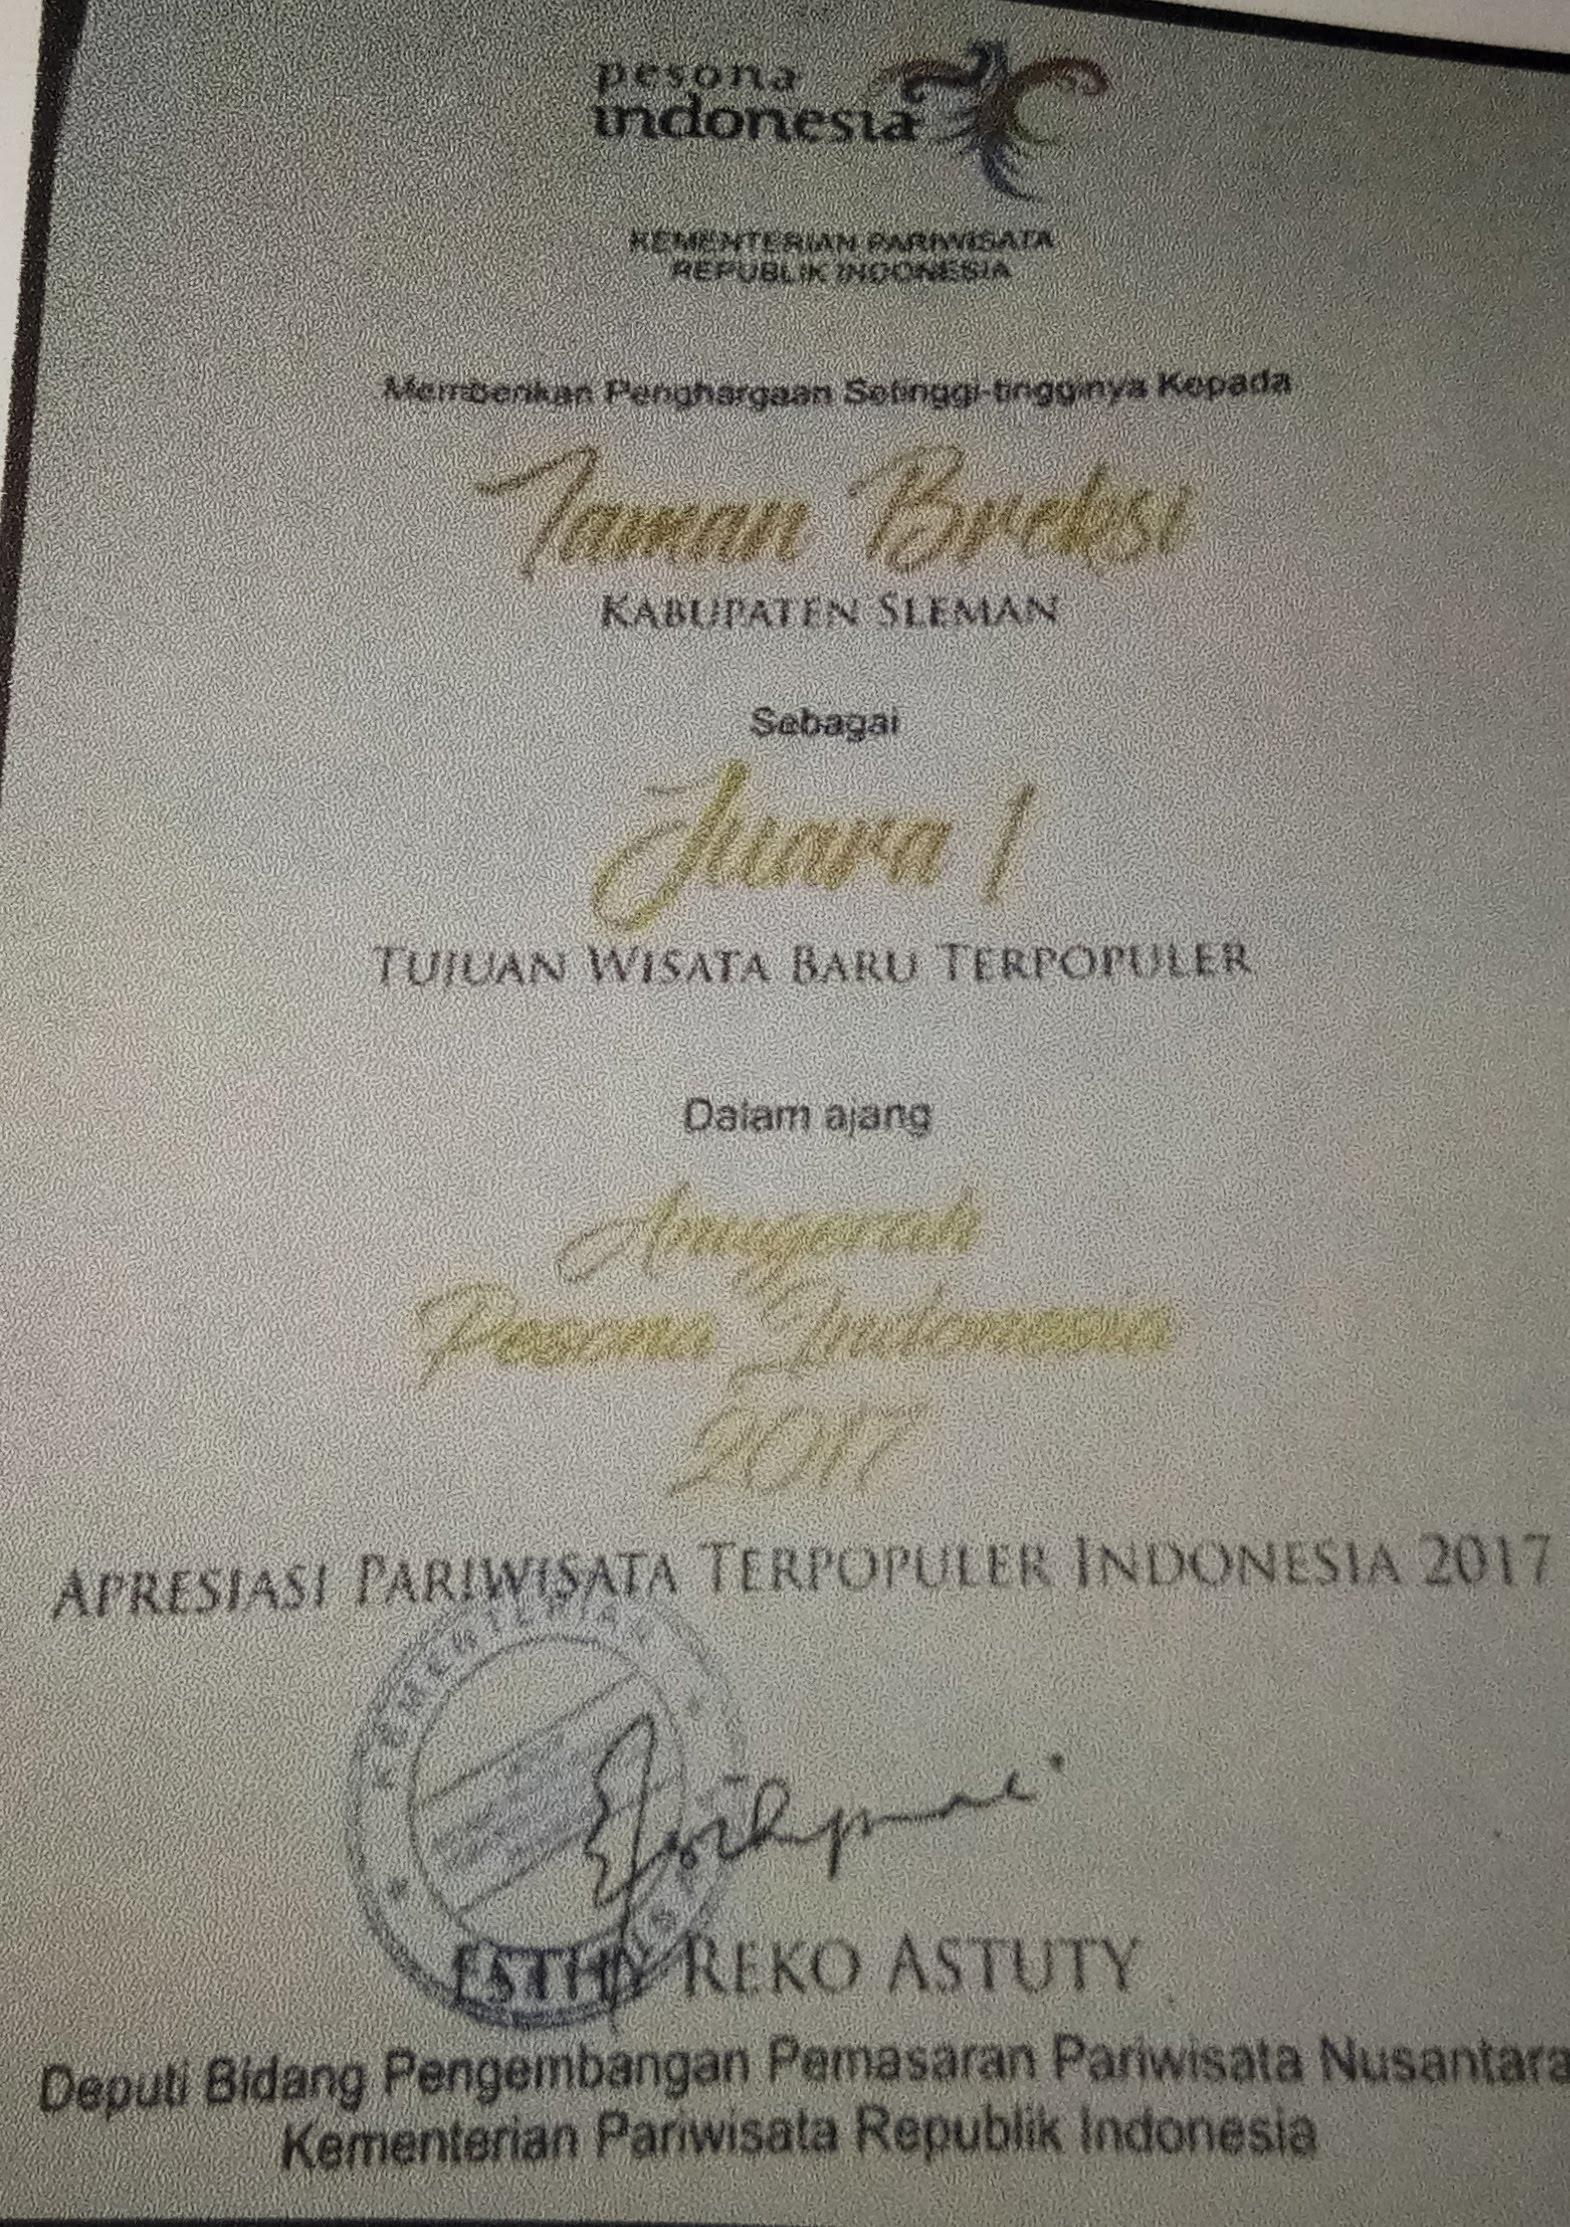 pesona
indonesia
KEMENTERIAN PARIWISATA
REPUBLIK INDONESIA
Memberikan Penghargaan Setinggi-tingginya Kepada
Taman Breksi
KABUPATEN SLEMAN
Sebagai
Juara 1
TUJUAN WISATA BARU TERPOPULER
Dalam ajang
Anugerah
Pesona Indonesia
2017
APRESIASI PARIWISATA TERPOPULER INDONESIA 2017
KEMENTERIAN
ESTHY REKO ASTUTY
Deputi Bidang Pengembangan Pemasaran Pariwisata Nusantara
Kementerian Pariwisata Republik Indonesia